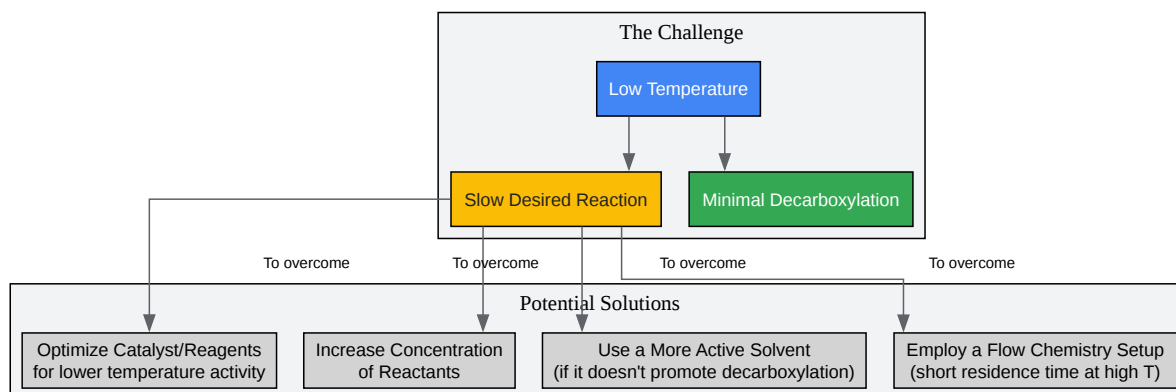 The Challenge
Low Temperature
Slow Desired Reaction
Minimal Decarboxylation
To overcome
To overcome
To overcome
To overcome
Potential Solutions
Optimize Catalyst/Reagents
for lower temperature activity
Increase Concentration
of Reactants
Use a More Active Solvent
(if it doesn't promote decarboxylation)
Employ a Flow Chemistry Setup
(short residence time at high T)